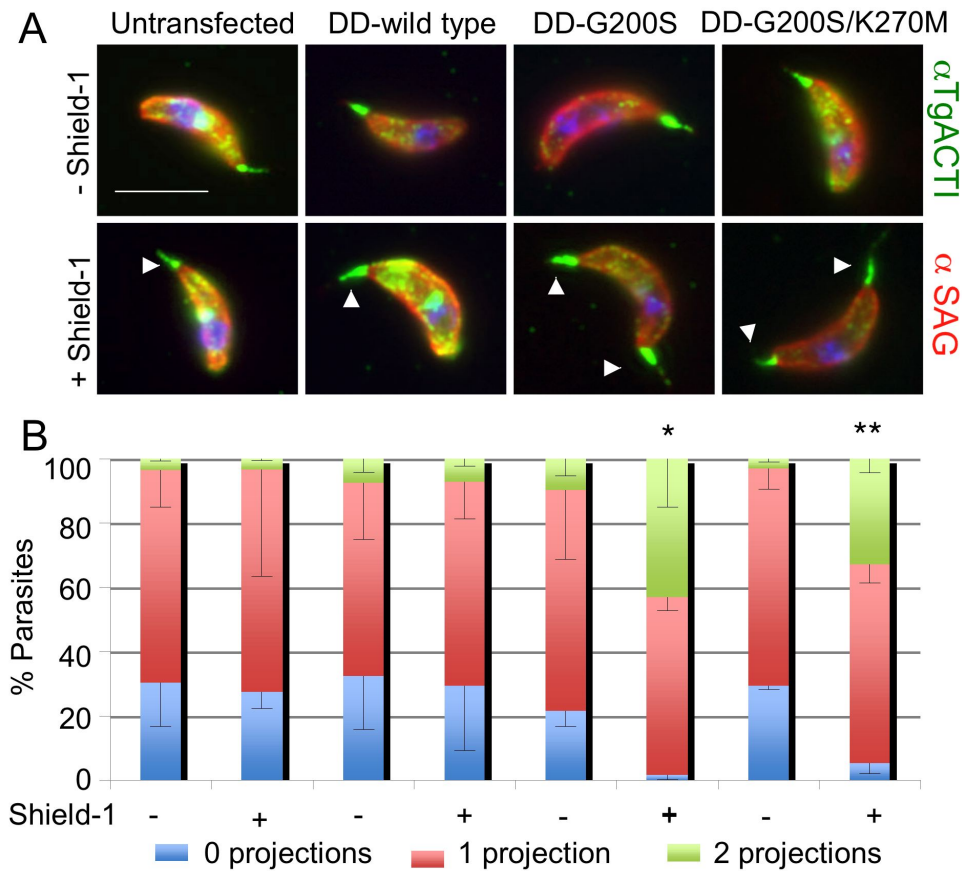 A
Untransfected DD-wild type DD-G200S DD-G200S/K270M
- Shield-1
+ Shield-1
αTgACTI
α SAG
B
* **
% Parasites
100
80
60
40
20
0
Shield-1 - + - + - + - +
0 projections 1 projection 2 projections